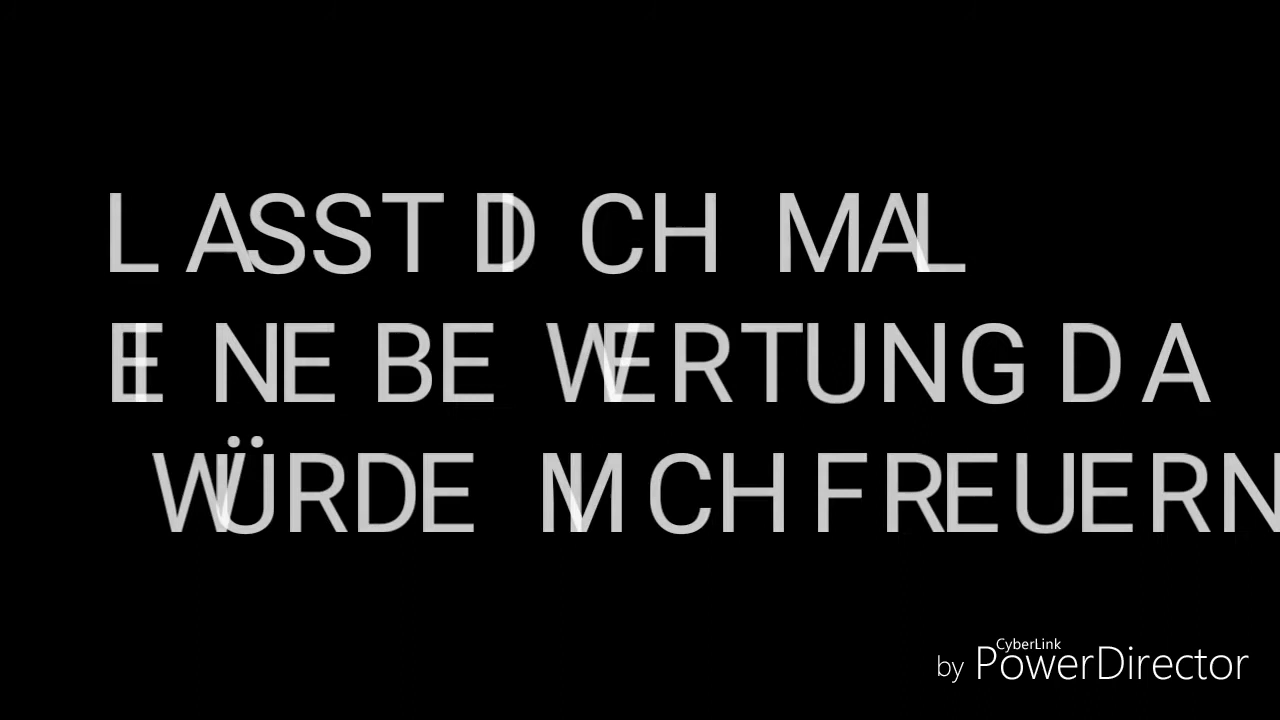 LASST DICH MAL
EINE BEWERTUNG DA
WÜRDE MICH FREUERN
CyberLink
by PowerDirector